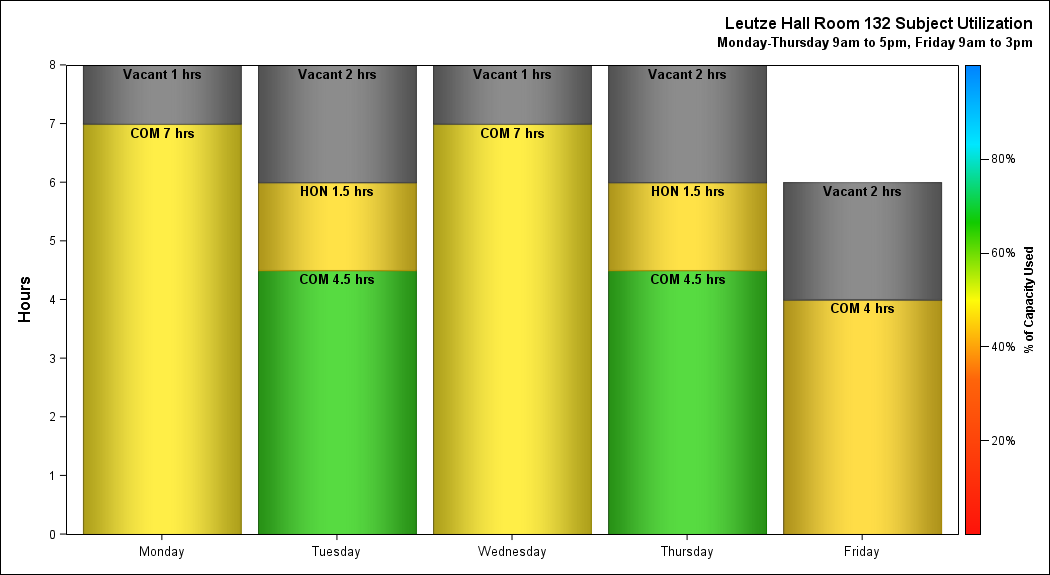 Leutze Hall Room 132 Subject Utilization
Monday-Thursday 9am to 5pm, Friday 9am to 3pm
Hours
8
7
6
5
4
3
2
1
0
Vacant 1 hrs
COM 7 hrs
Vacant 2 hrs
HON 1.5 hrs
COM 4.5 hrs
Vacant 1 hrs
COM 7 hrs
Vacant 2 hrs
HON 1.5 hrs
COM 4.5 hrs
Vacant 2 hrs
COM 4 hrs
Monday
Tuesday
Wednesday
Thursday
Friday
80%
60%
40%
20%
% of Capacity Used